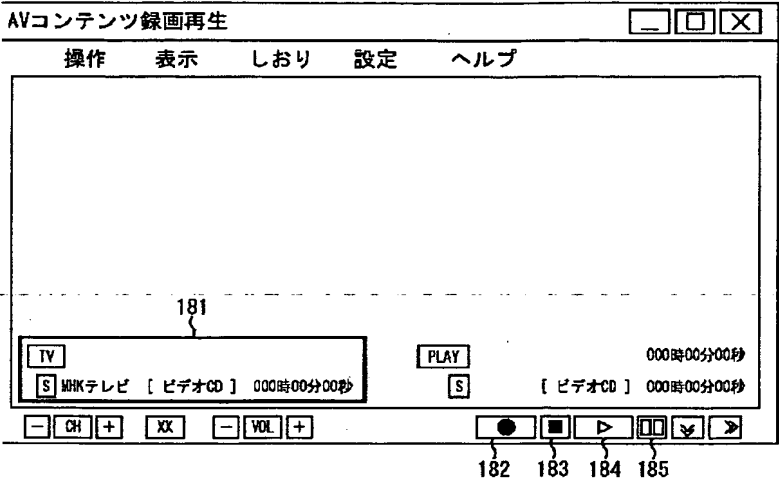 AVコンテンツ録画再生
操作 表示 しおり 設定 ヘルプ
181
TV PLAY 000時00分00秒
S MHKテレビ [ ビデオCD ] 000時00分00秒 S [ ビデオCD ] 000時00分00秒
− CH + XX − VOL +
182 183 184 185